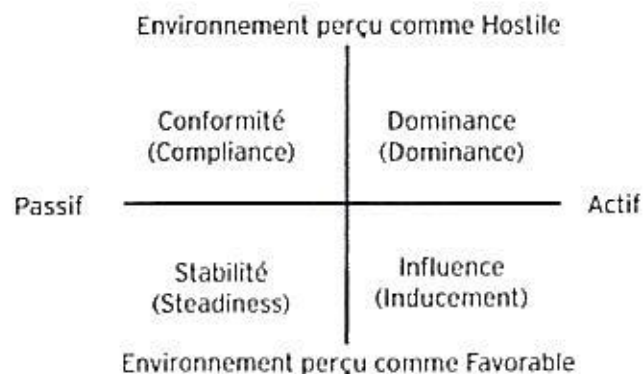 Environnement perçu comme Hostile
Conformité
(Compliance)
Dominance
(Dominance)
Passif
Actif
Stabilité
(Steadiness)
Influence
(Inducement)
Environnement perçu comme Favorable